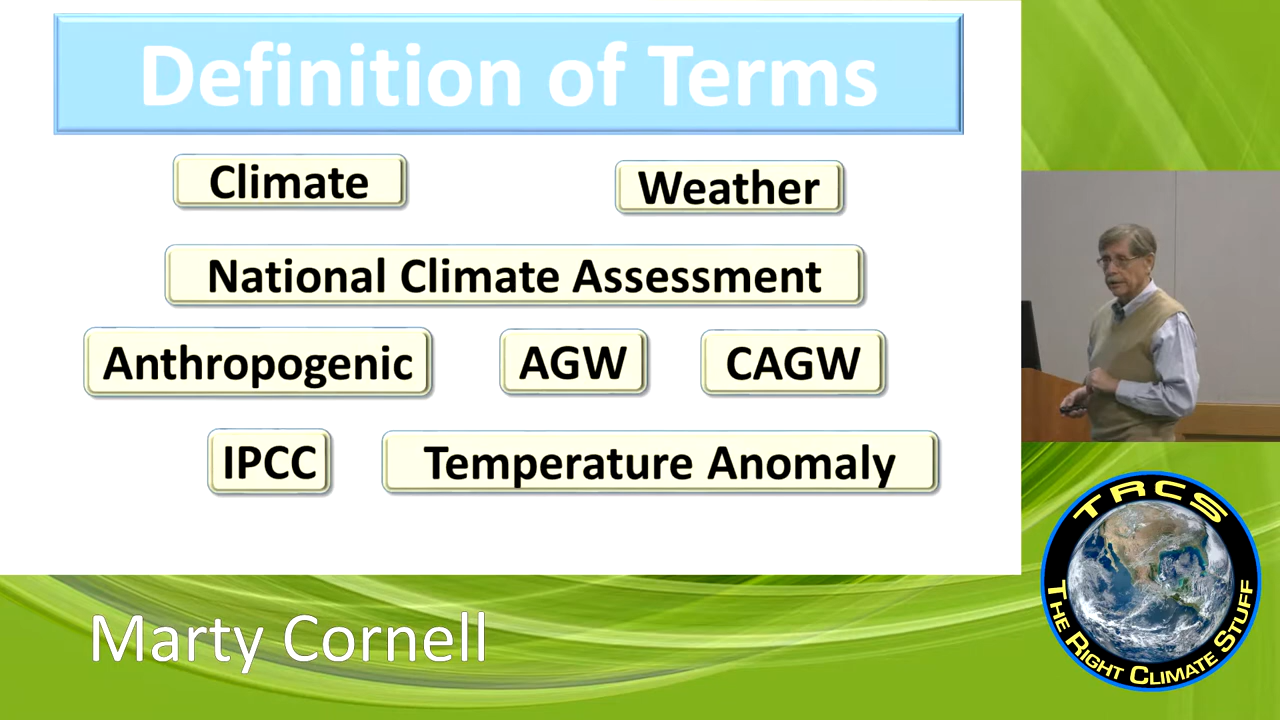 Definition of Terms
Climate
Weather
National Climate Assessment
Anthropogenic
AGW
CAGW
IPCC
Temperature Anomaly
Marty Cornell
TRCS
THE RIGHT CLIMATE STUFF